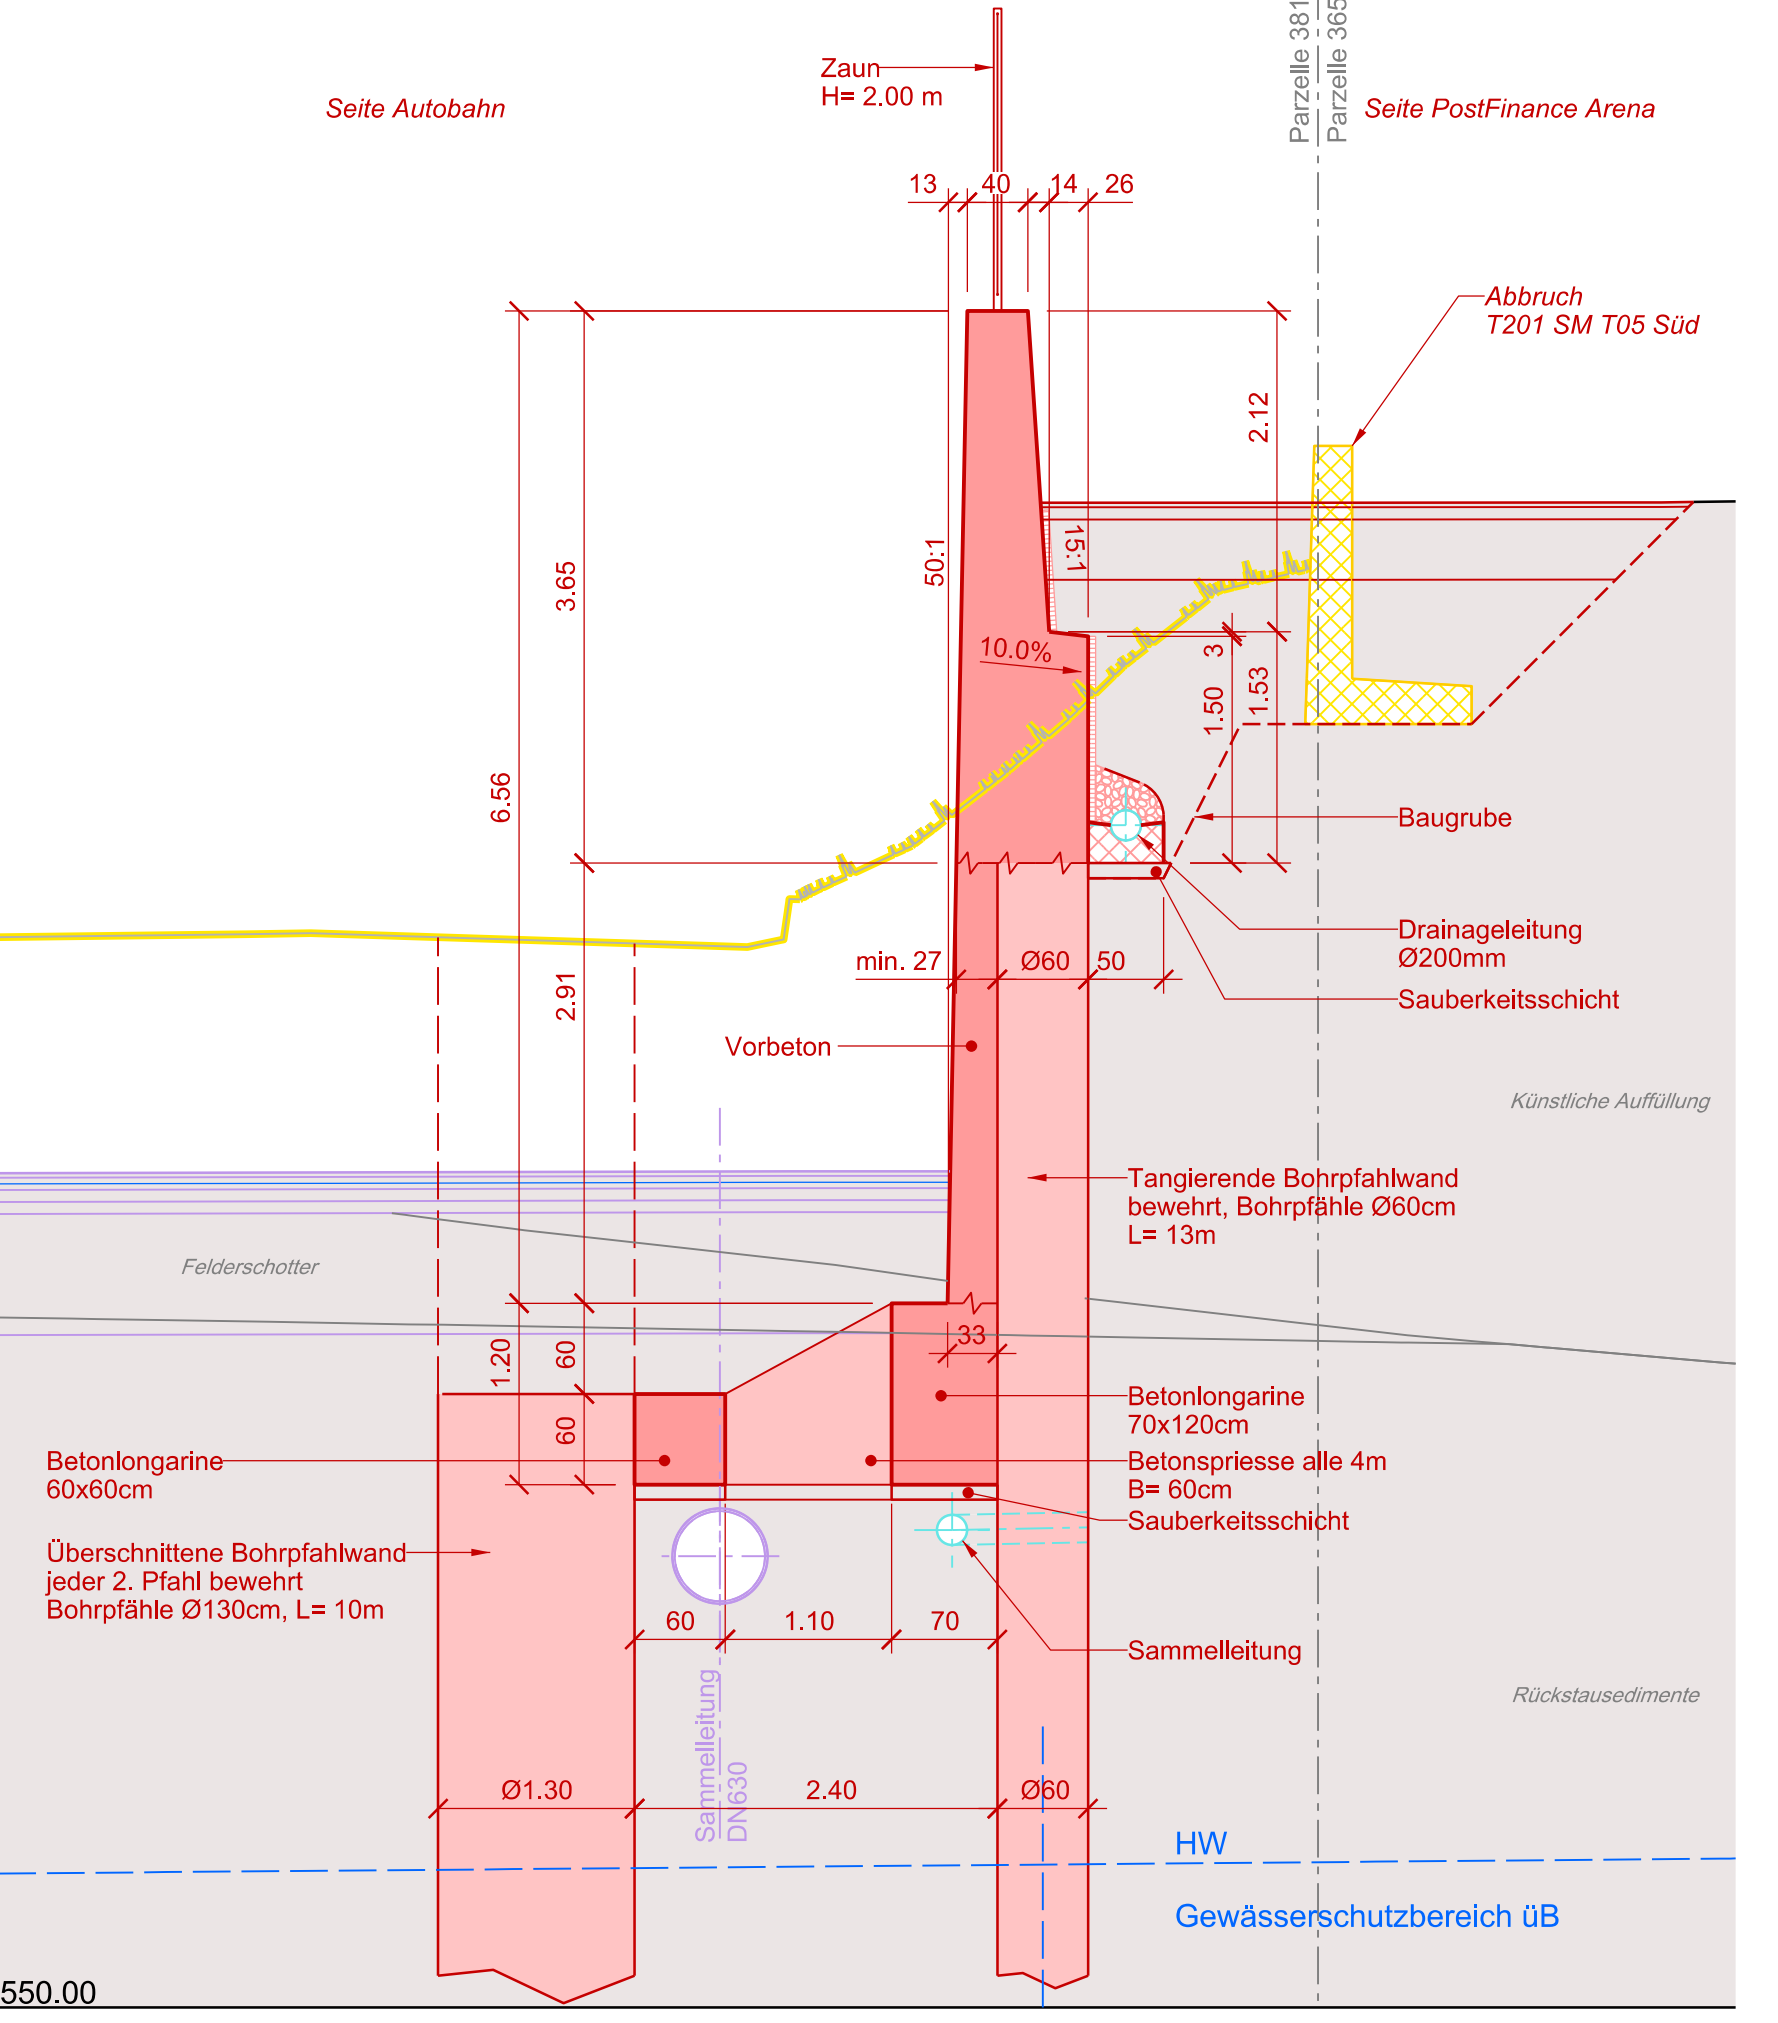 Parzelle 381
Parzelle 365
Zaun
H= 2.00 m
Seite Autobahn
Seite PostFinance Arena
13
40
14
26
Abbruch
T201 SM T05 Süd
2.12
50:1
15:1
3.65
10.0%
3
1.50
1.53
6.56
Baugrube
Drainageleitung
Ø200mm
min. 27
Ø60
50
2.91
Sauberkeitsschicht
Vorbeton
Künstliche Auffüllung
Tangierende Bohrpfahlwand
bewehrt, Bohrpfähle Ø60cm
L= 13m
Felderschotter
33
1.20
60
60
Betonlongarine
70x120cm
Betonlongarine
60x60cm
Betonspriesse alle 4m
B= 60cm
Sauberkeitsschicht
Überschnittene Bohrpfahlwand
jeder 2. Pfahl bewehrt
Bohrpfähle Ø130cm, L= 10m
60
1.10
70
Sammelleitung
Rückstausedimente
Sammelleitung
DN630
Ø1.30
2.40
Ø60
HW
Gewässerschutzbereich üB
550.00